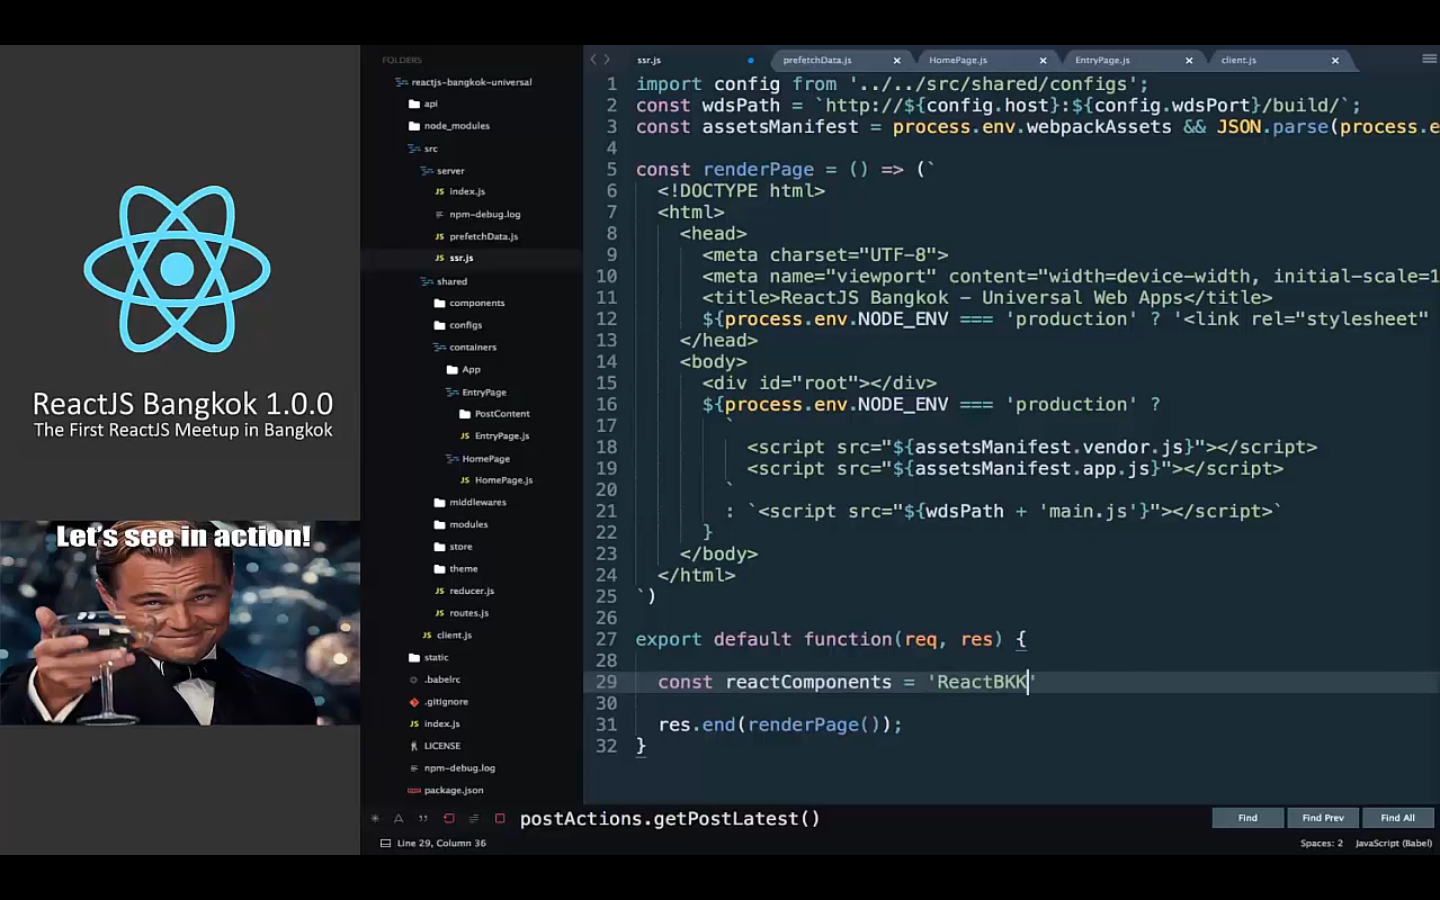 ReactJS Bangkok 1.0.0
The First ReactJS Meetup in Bangkok
Let's see in action!
FOLDERS
reactjs-bangkok-universal
api
node_modules
src
server
JS index.js
npm-debug.log
JS prefetchData.js
JS ssr.js
shared
components
configs
containers
App
EntryPage
PostContent
JS EntryPage.js
HomePage
JS HomePage.js
middlewares
modules
store
theme
JS reducer.js
JS routes.js
JS client.js
static
.babelrc
.gitignore
JS index.js
LICENSE
npm-debug.log
package.json
ssr.js prefetchData.js HomePage.js EntryPage.js client.js
1 import config from '../../src/shared/configs';
2 const wdsPath = `http://${config.host}:${config.wdsPort}/build/`;
3 const assetsManifest = process.env.webpackAssets && JSON.parse(process.e
4
5 const renderPage = () => (`
6 <!DOCTYPE html>
7 <html>
8 <head>
9 <meta charset="UTF-8">
10 <meta name="viewport" content="width=device-width, initial-scale=1
11 <title>ReactJS Bangkok - Universal Web Apps</title>
12 ${process.env.NODE_ENV === 'production' ? '<link rel="stylesheet"
13 </head>
14 <body>
15 <div id="root"></div>
16 ${process.env.NODE_ENV === 'production' ?
17 `
18 <script src="${assetsManifest.vendor.js}"></script>
19 <script src="${assetsManifest.app.js}"></script>
20 `
21 : `<script src="${wdsPath + 'main.js'}"></script>`
22 }
23 </body>
24 </html>
25 `)
26
27 export default function(req, res) {
28
29 const reactComponents = 'ReactBKK'
30
31 res.end(renderPage());
32 }
postActions.getPostLatest()
Find Find Prev Find All
Line 29, Column 36
Spaces: 2 JavaScript (Babel)